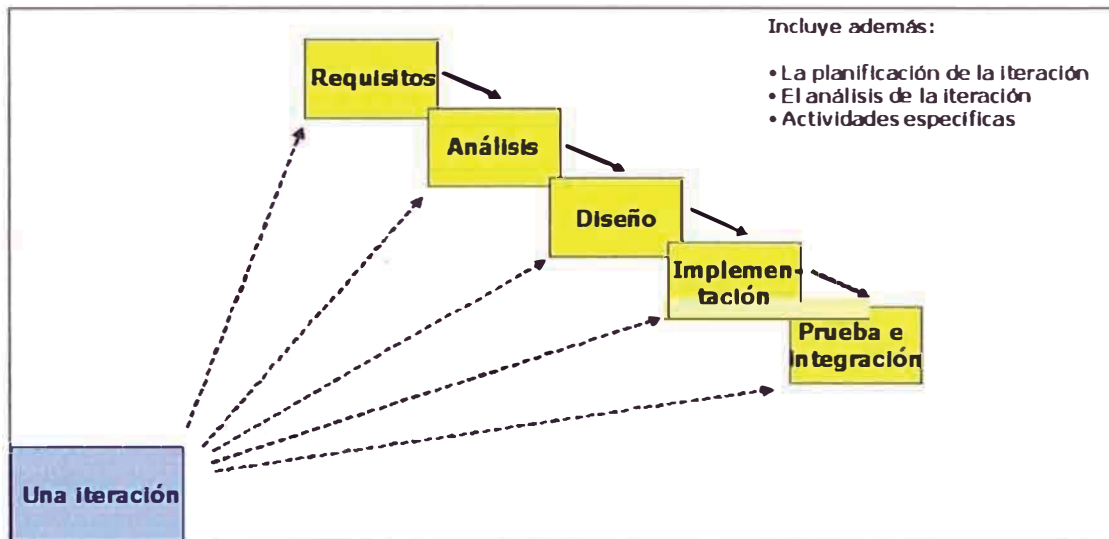 Incluye además:
• La planificación de la iteración
• El análisis de la iteración
• Actividades especificas
Requisitos
Análisis
Diseño
Implemen-
tación
Prueba e
integración
Una iteración